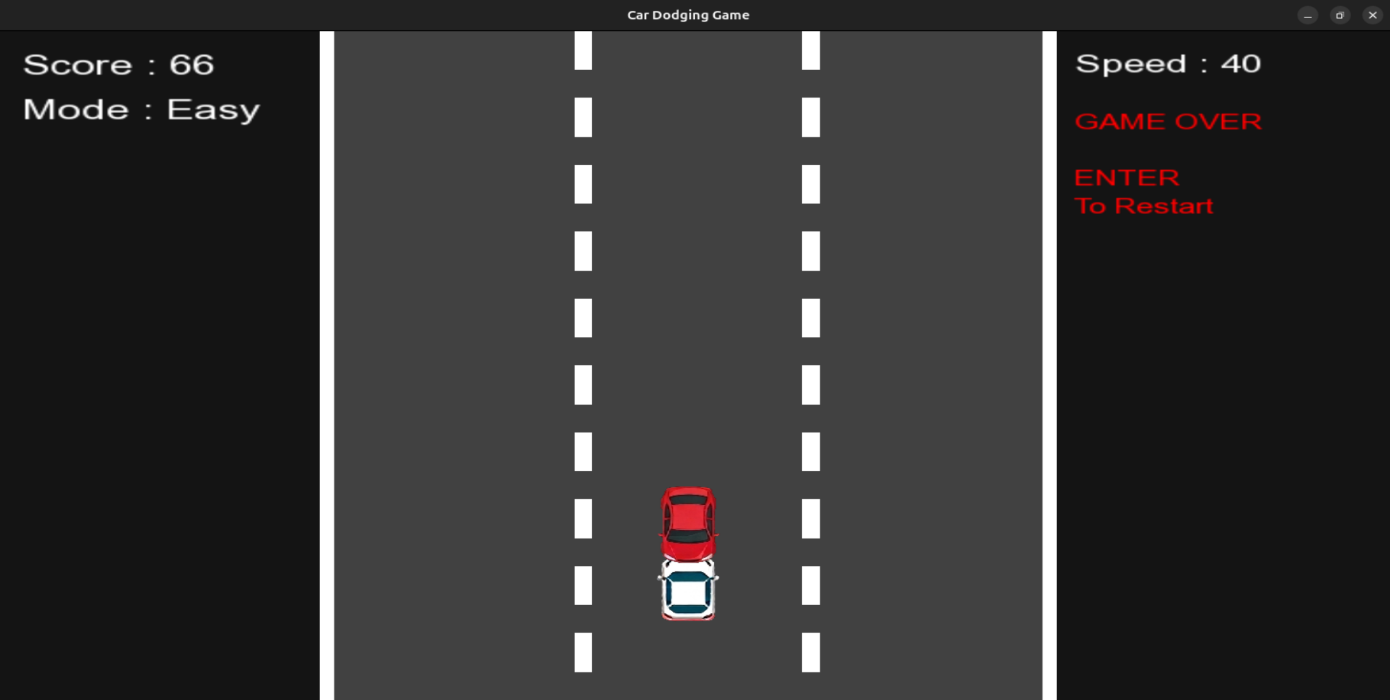 Car Dodging Game
Score : 66
Mode : Easy
Speed : 40
GAME OVER
ENTER
To Restart